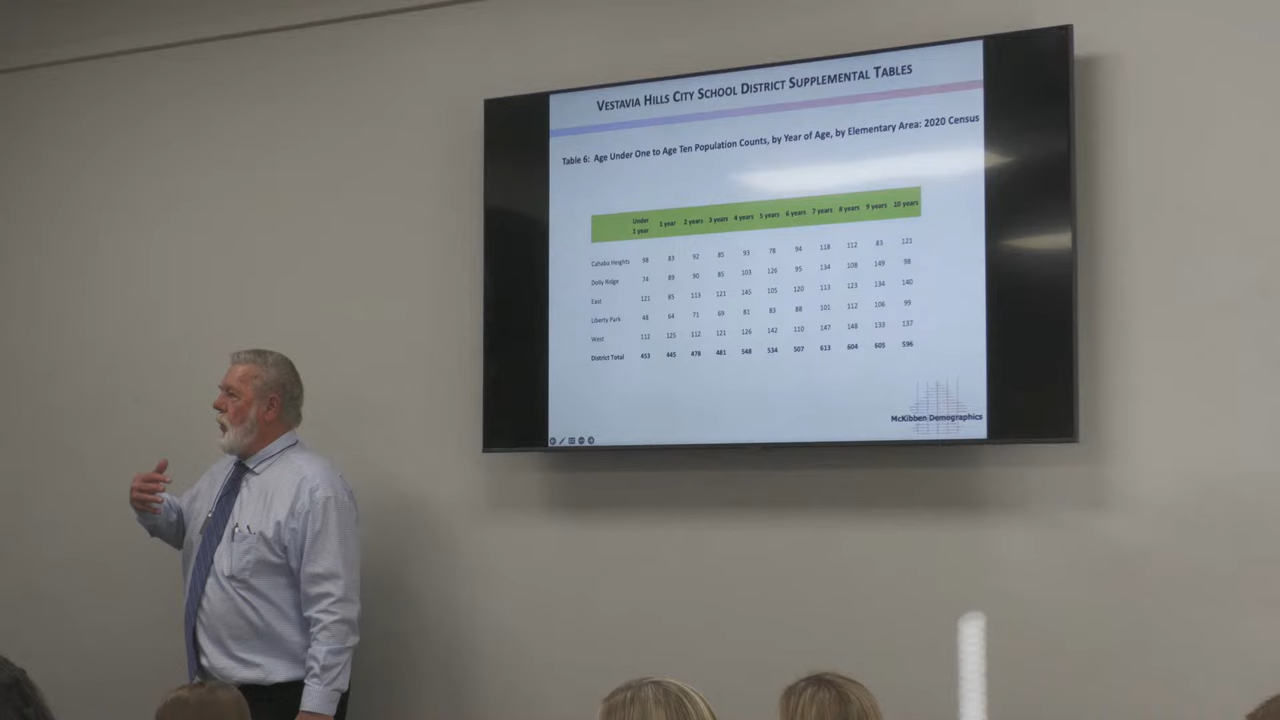 VESTAVIA HILLS CITY SCHOOL DISTRICT SUPPLEMENTAL TABLES
Table 6: Age Under One to Age Ten Population Counts, by Year of Age, by Elementary Area: 2020 Census
Under 1 year 1 year 2 years 3 years 4 years 5 years 6 years 7 years 8 years 9 years 10 years
Cahaba Heights 98 83 92 85 93 78 94 118 112 83 121
Dolly Ridge 74 89 90 85 103 126 95 134 108 149 98
East 121 85 113 121 145 105 120 113 123 134 140
Liberty Park 48 64 71 69 81 83 88 101 112 106 99
West 112 125 112 121 126 142 110 147 148 133 137
District Total 453 445 478 481 548 534 507 613 604 605 596
McKibben Demographics